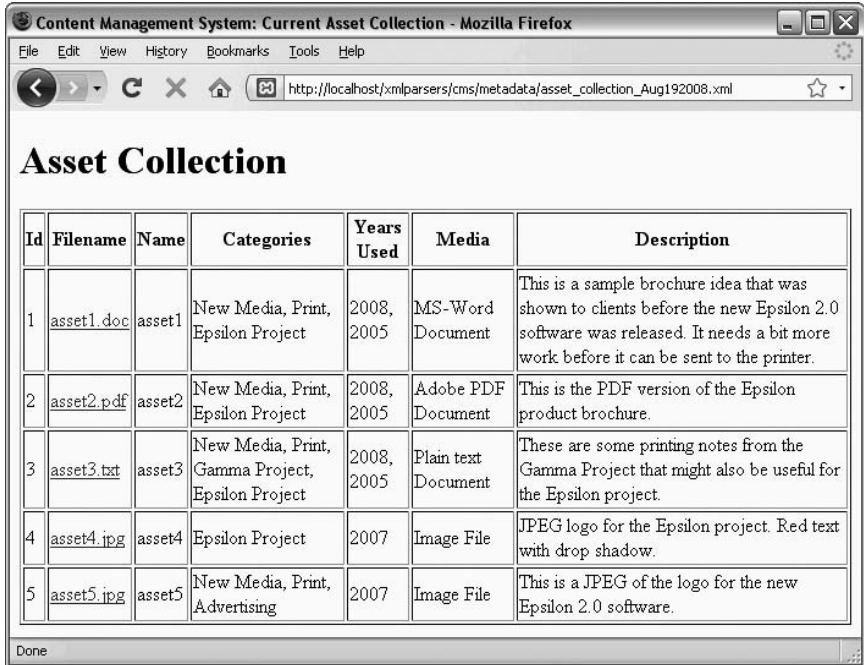 Content Management System: Current Asset Collection - Mozilla Firefox
File Edit View History Bookmarks Tools Help
http://localhost/xmlparsers/cms/metadata/asset_collection_Aug192008.xml
Asset Collection
Id Filename Name Categories Years Used Media Description
1 asset1.doc asset1 New Media, Print, Epsilon Project 2008, 2005 MS-Word Document This is a sample brochure idea that was shown to clients before the new Epsilon 2.0 software was released. It needs a bit more work before it can be sent to the printer.
2 asset2.pdf asset2 New Media, Print, Epsilon Project 2008, 2005 Adobe PDF Document This is the PDF version of the Epsilon product brochure.
3 asset3.txt asset3 New Media, Print, Gamma Project, Epsilon Project 2008, 2005 Plain text Document These are some printing notes from the Gamma Project that might also be useful for the Epsilon project.
4 asset4.jpg asset4 Epsilon Project 2007 Image File JPEG logo for the Epsilon project. Red text with drop shadow.
5 asset5.jpg asset5 New Media, Print, Advertising 2007 Image File This is a JPEG of the logo for the new Epsilon 2.0 software.
Done